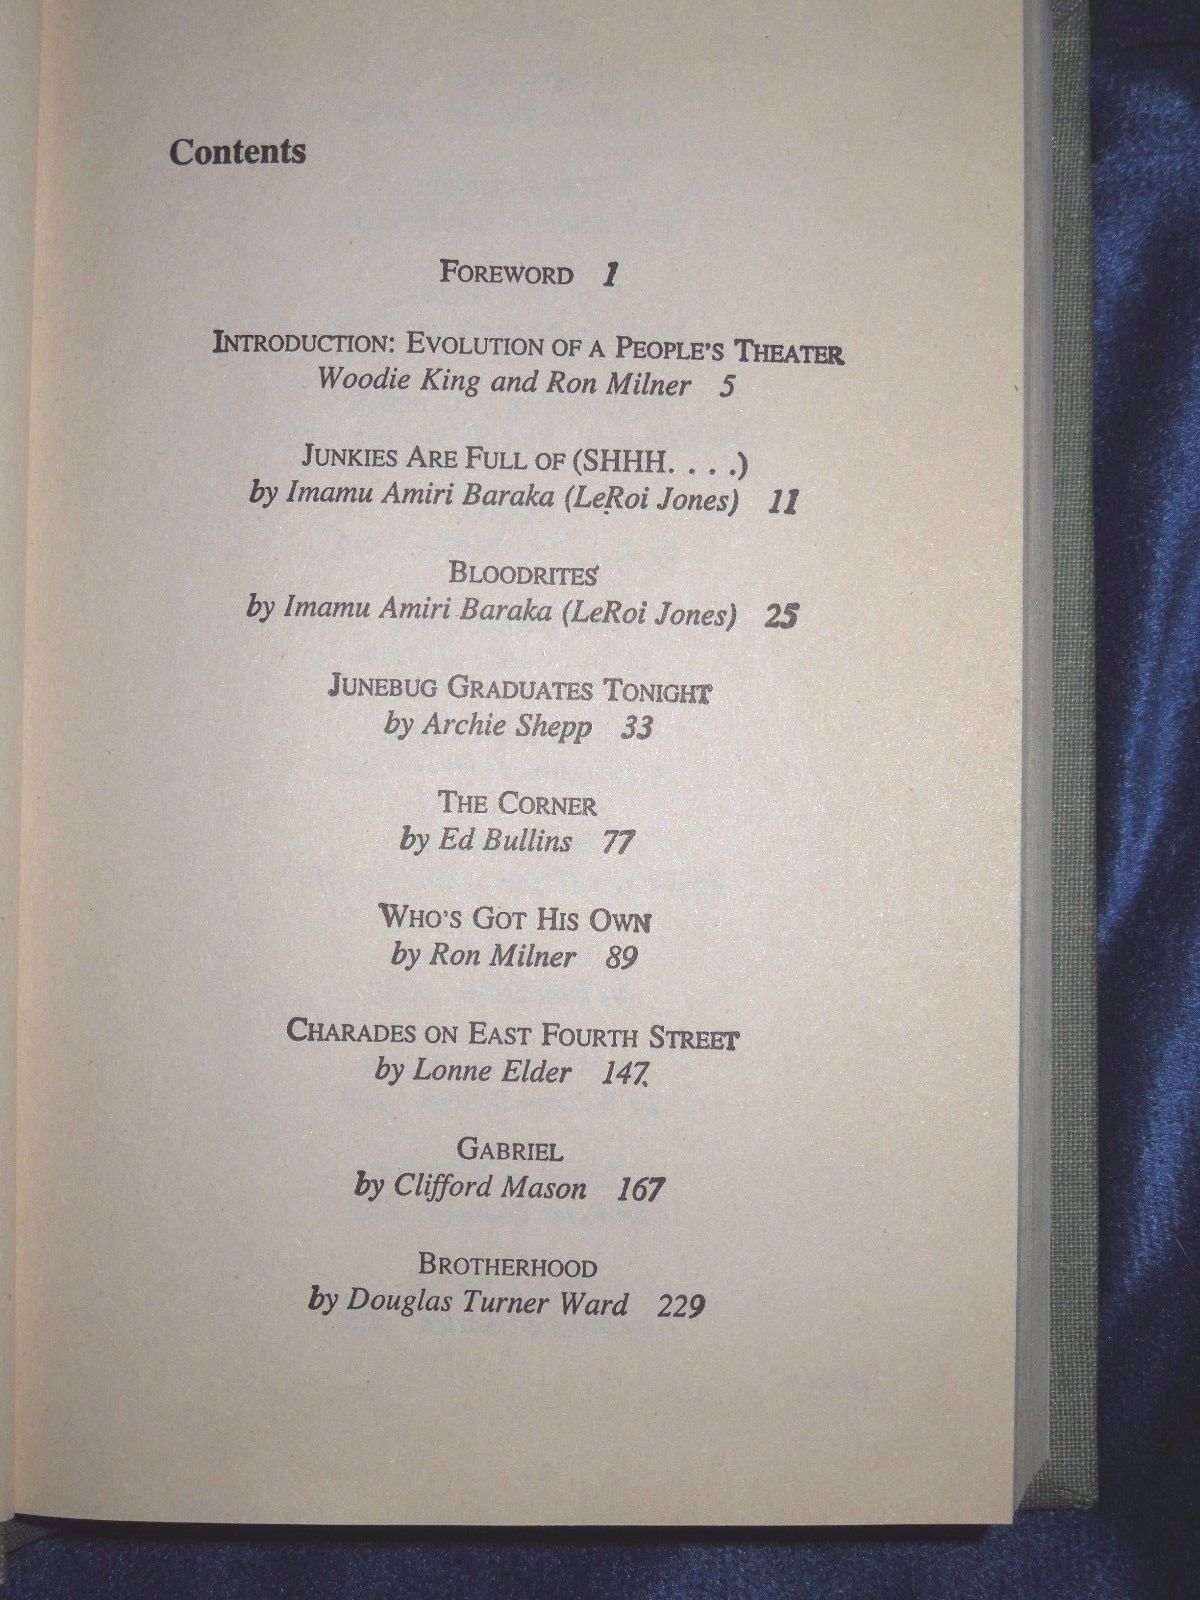 Contents
FOREWORD 1
INTRODUCTION: EVOLUTION OF A PEOPLE'S THEATER
Woodie King and Ron Milner 5
JUNKIES ARE FULL OF (SHHH. . . .)
by Imamu Amiri Baraka (LeRoi Jones) 11
BLOODRITES
by Imamu Amiri Baraka (LeRoi Jones) 25
JUNEBUG GRADUATES TONIGHT
by Archie Shepp 33
THE CORNER
by Ed Bullins 77
WHO'S GOT HIS OWN
by Ron Milner 89
CHARADES ON EAST FOURTH STREET
by Lonne Elder 147
GABRIEL
by Clifford Mason 167
BROTHERHOOD
by Douglas Turner Ward 229